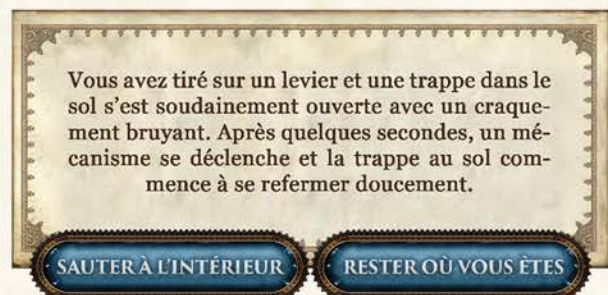 Vous avez tiré sur un levier et une trappe dans le
sol s’est soudainement ouverte avec un craque-
ment bruyant. Après quelques secondes, un mé-
canisme se déclenche et la trappe au sol com-
mence à se refermer doucement.
SAUTER À L’INTÉRIEUR
RESTER OÙ VOUS ÊTES